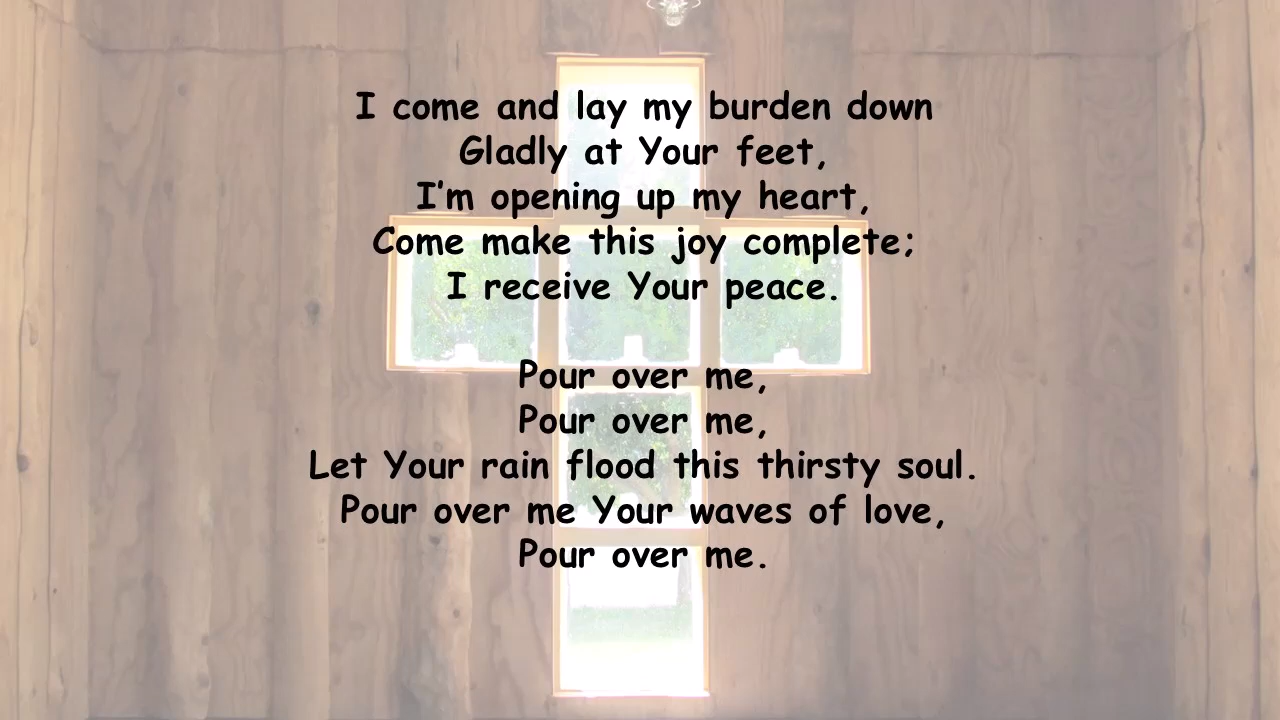 I come and lay my burden down
Gladly at Your feet,
I'm opening up my heart,
Come make this joy complete;
I receive Your peace.
Pour over me,
Pour over me,
Let Your rain flood this thirsty soul.
Pour over me Your waves of love,
Pour over me.